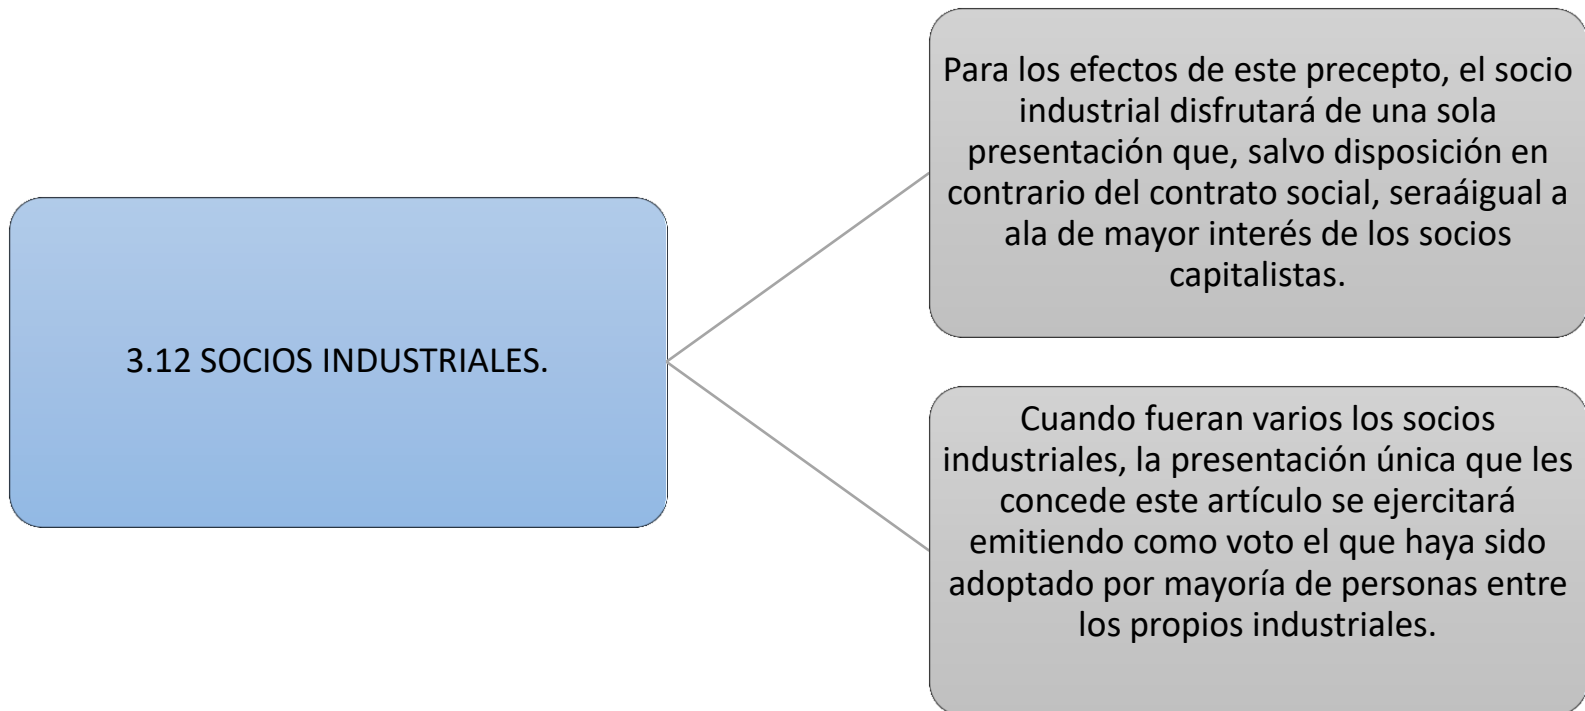 3.12 SOCIOS INDUSTRIALES.
Para los efectos de este precepto, el socio
industrial disfrutará de una sola
presentación que, salvo disposición en
contrario del contrato social, seraáigual a
ala de mayor interés de los socios
capitalistas.
Cuando fueran varios los socios
industriales, la presentación única que les
concede este artículo se ejercitará
emitiendo como voto el que haya sido
adoptado por mayoría de personas entre
los propios industriales.